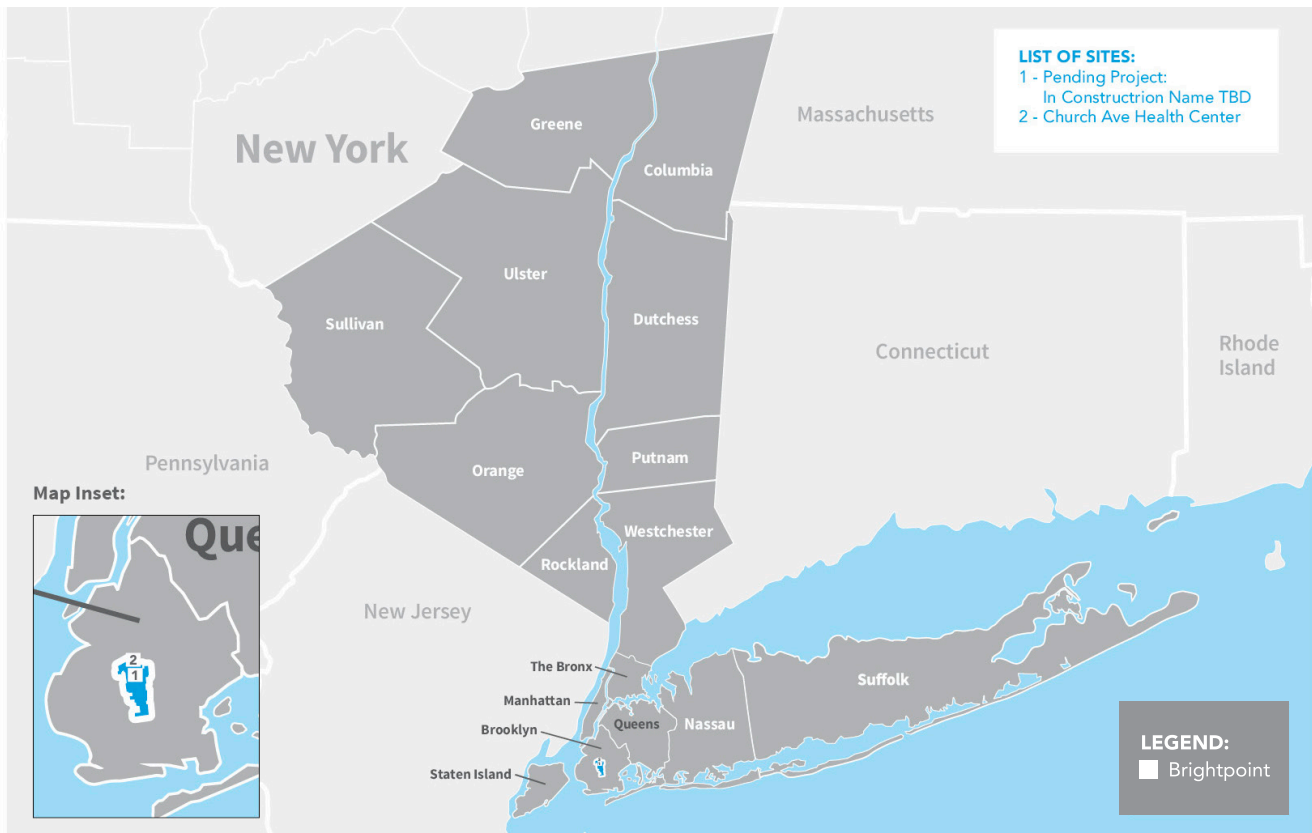 LIST OF SITES:
1 - Pending Project:
In Constructrion Name TBD
2 - Church Ave Health Center
Massachusetts
New York
Greene
Columbia
Ulster
Sullivan
Dutchess
Connecticut
Rhode
Island
Pennsylvania
Orange
Putnam
Map Inset:
Westchester
Que
Rockland
New Jersey
The Bronx
Manhattan
Suffolk
Queens
Nassau
Brooklyn
Staten Island
2
1
LEGEND:
Brightpoint